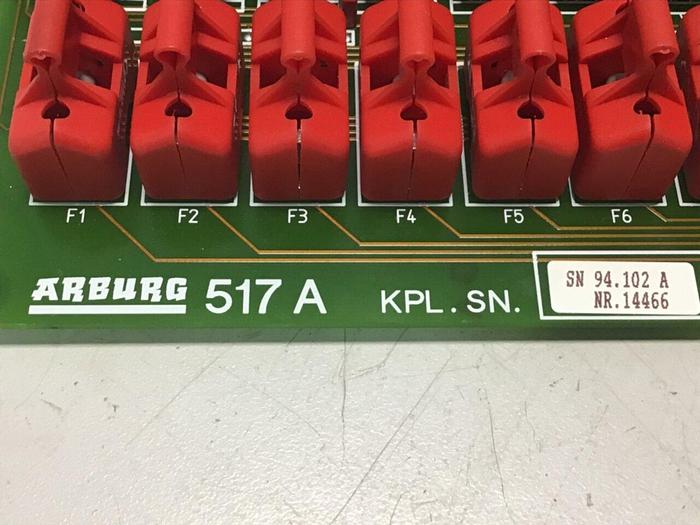 F1 F2 F3 F4 F5 F6
ARBURG 517 A KPL. SN. SN 94.102 A
NR.14466